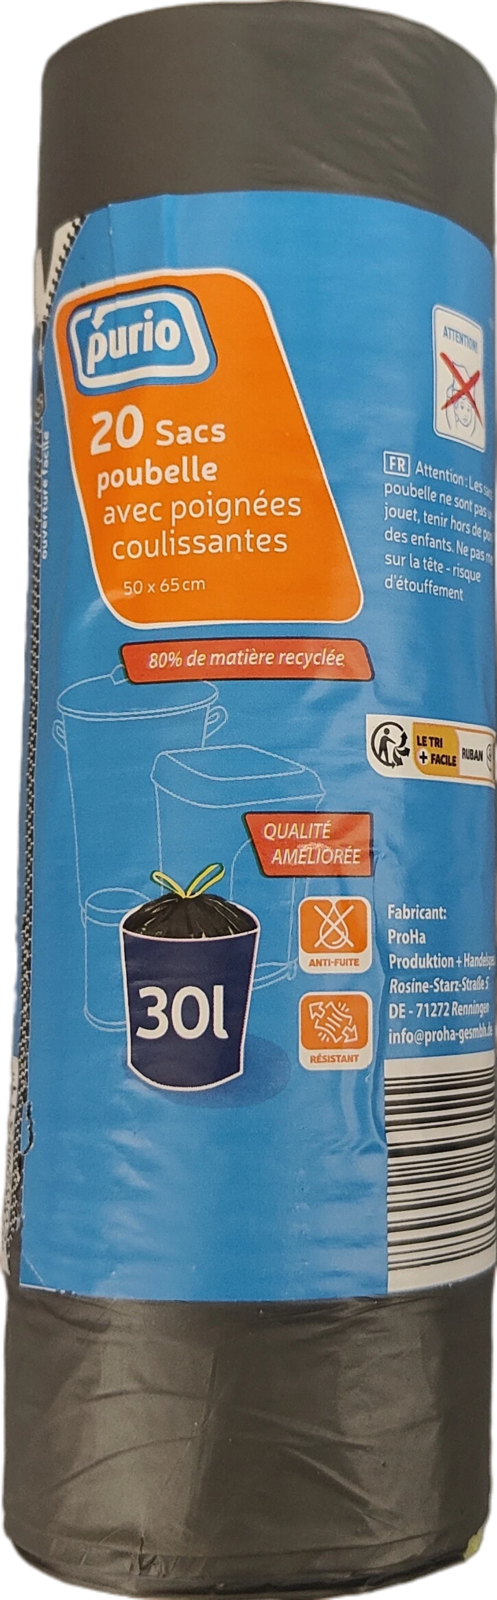 purio
20 Sacs
poubelle
avec poignées
coulissantes
50 x 65 cm
80% de matière recyclée
QUALITÉ
AMÉLIORÉE
30l
ANTI-FUITE
RÉSISTANT
ouverture facile
ATTENTION!
FR Attention : Les
poubelle ne sont pas
jouet, tenir hors de
des enfants. Ne pas
sur la tête - risque
d'étouffement
LE TRI
+ FACILE
RUBAN
Fabricant:
ProHa
Produktion + Handels
Rosine-Starz-Straße
DE - 71272 Renningen
info@proha-gesmbh.de